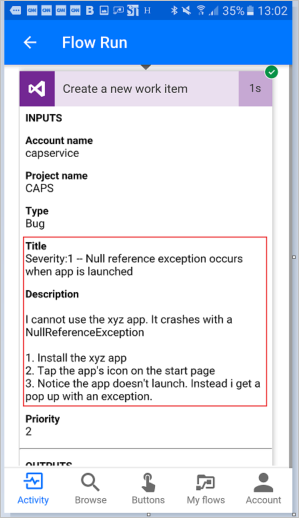 35% 13:02
Flow Run
Create a new work item 1s
INPUTS
Account name
capservice
Project name
CAPS
Type
Bug
Title
Severity:1 -- Null reference exception occurs
when app is launched
Description
I cannot use the xyz app. It crashes with a
NullReferenceException
1. Install the xyz app
2. Tap the app's icon on the start page
3. Notice the app doesn't launch. Instead i get a
pop up with an exception.
Priority
2
OUTPUTS
Activity Browse Buttons My flows Account